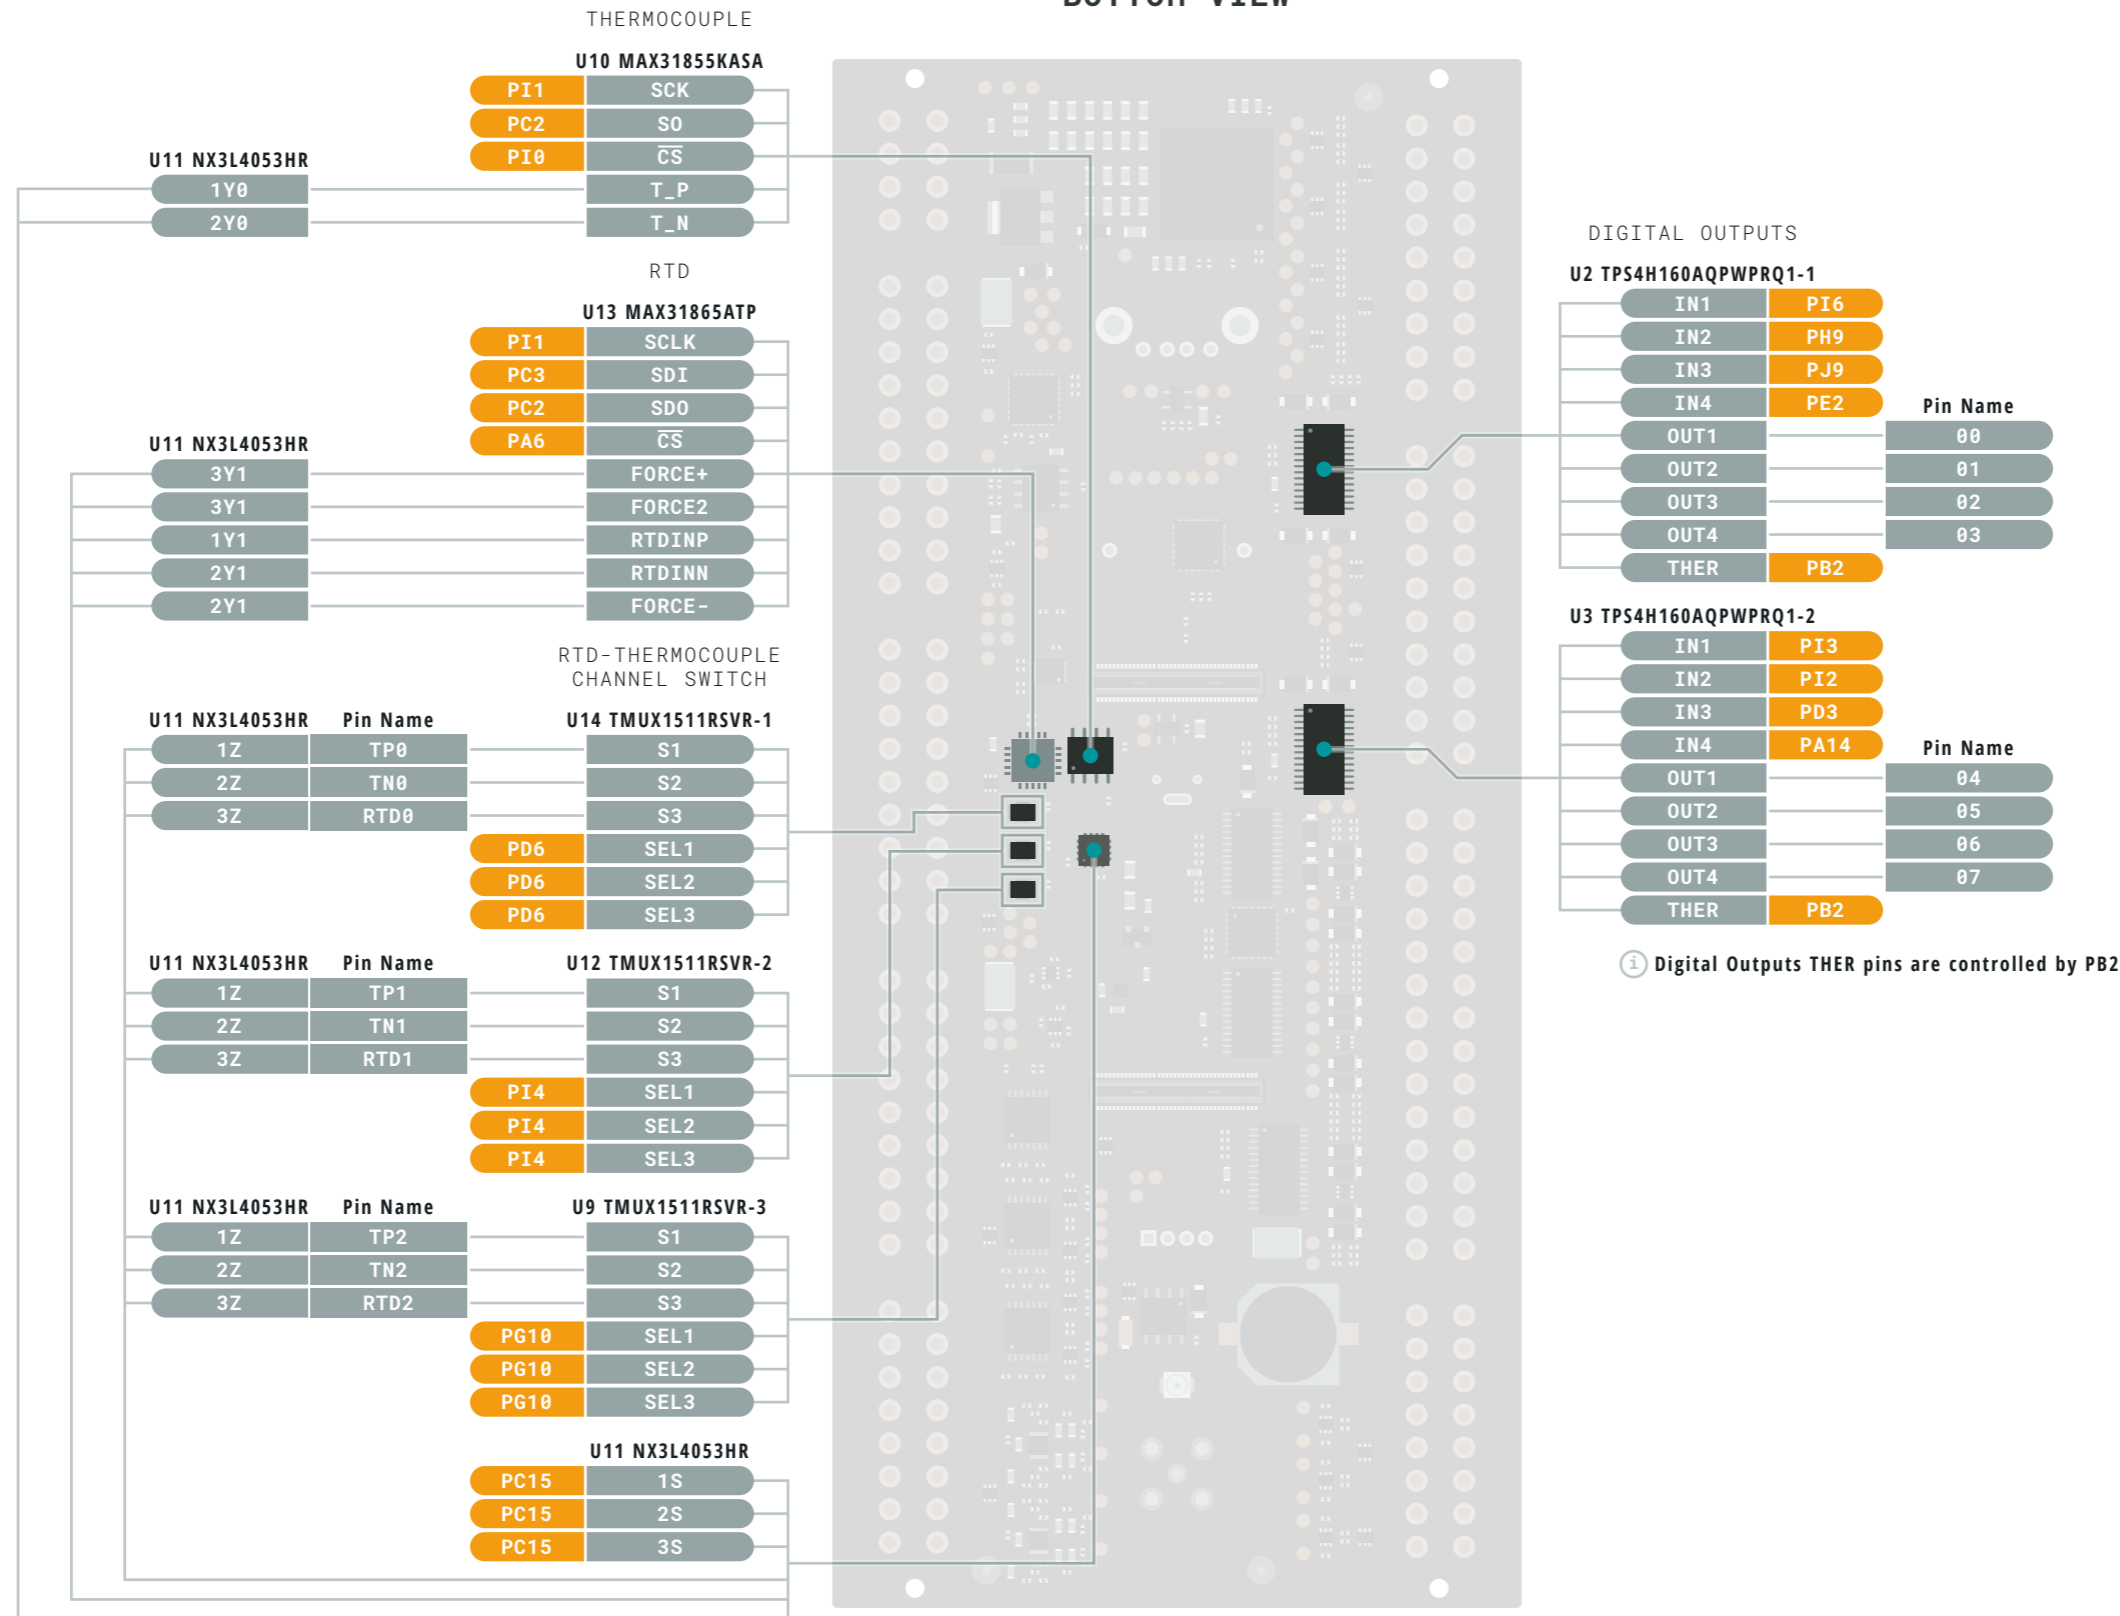 BOTTOM VIEW
THERMOCOUPLE
U10 MAX31855KASA
PI1 SCK
PC2 SO
U11 NX3L4053HR PI0 CS
1Y0 T_P
2Y0 T_N
RTD
U13 MAX31865ATP
PI1 SCLK
PC3 SDI
PC2 SDO
U11 NX3L4053HR PA6 CS
3Y1 FORCE+
3Y1 FORCE2
1Y1 RTDINP
2Y1 RTDINN
2Y1 FORCE-
RTD-THERMOCOUPLE
CHANNEL SWITCH
U11 NX3L4053HR Pin Name U14 TMUX1511RSVR-1
1Z TP0 S1
2Z TN0 S2
3Z RTD0 S3
PD6 SEL1
PD6 SEL2
PD6 SEL3
U11 NX3L4053HR Pin Name U12 TMUX1511RSVR-2
1Z TP1 S1
2Z TN1 S2
3Z RTD1 S3
PI4 SEL1
PI4 SEL2
PI4 SEL3
U11 NX3L4053HR Pin Name U9 TMUX1511RSVR-3
1Z TP2 S1
2Z TN2 S2
3Z RTD2 S3
PG10 SEL1
PG10 SEL2
PG10 SEL3
U11 NX3L4053HR
PC15 1S
PC15 2S
PC15 3S
DIGITAL OUTPUTS
U2 TPS4H160AQPWPRQ1-1
IN1 PI6
IN2 PH9
IN3 PJ9
IN4 PE2 Pin Name
OUT1 00
OUT2 01
OUT3 02
OUT4 03
THER PB2
U3 TPS4H160AQPWPRQ1-2
IN1 PI3
IN2 PI2
IN3 PD3
IN4 PA14 Pin Name
OUT1 04
OUT2 05
OUT3 06
OUT4 07
THER PB2
i Digital Outputs THER pins are controlled by PB2